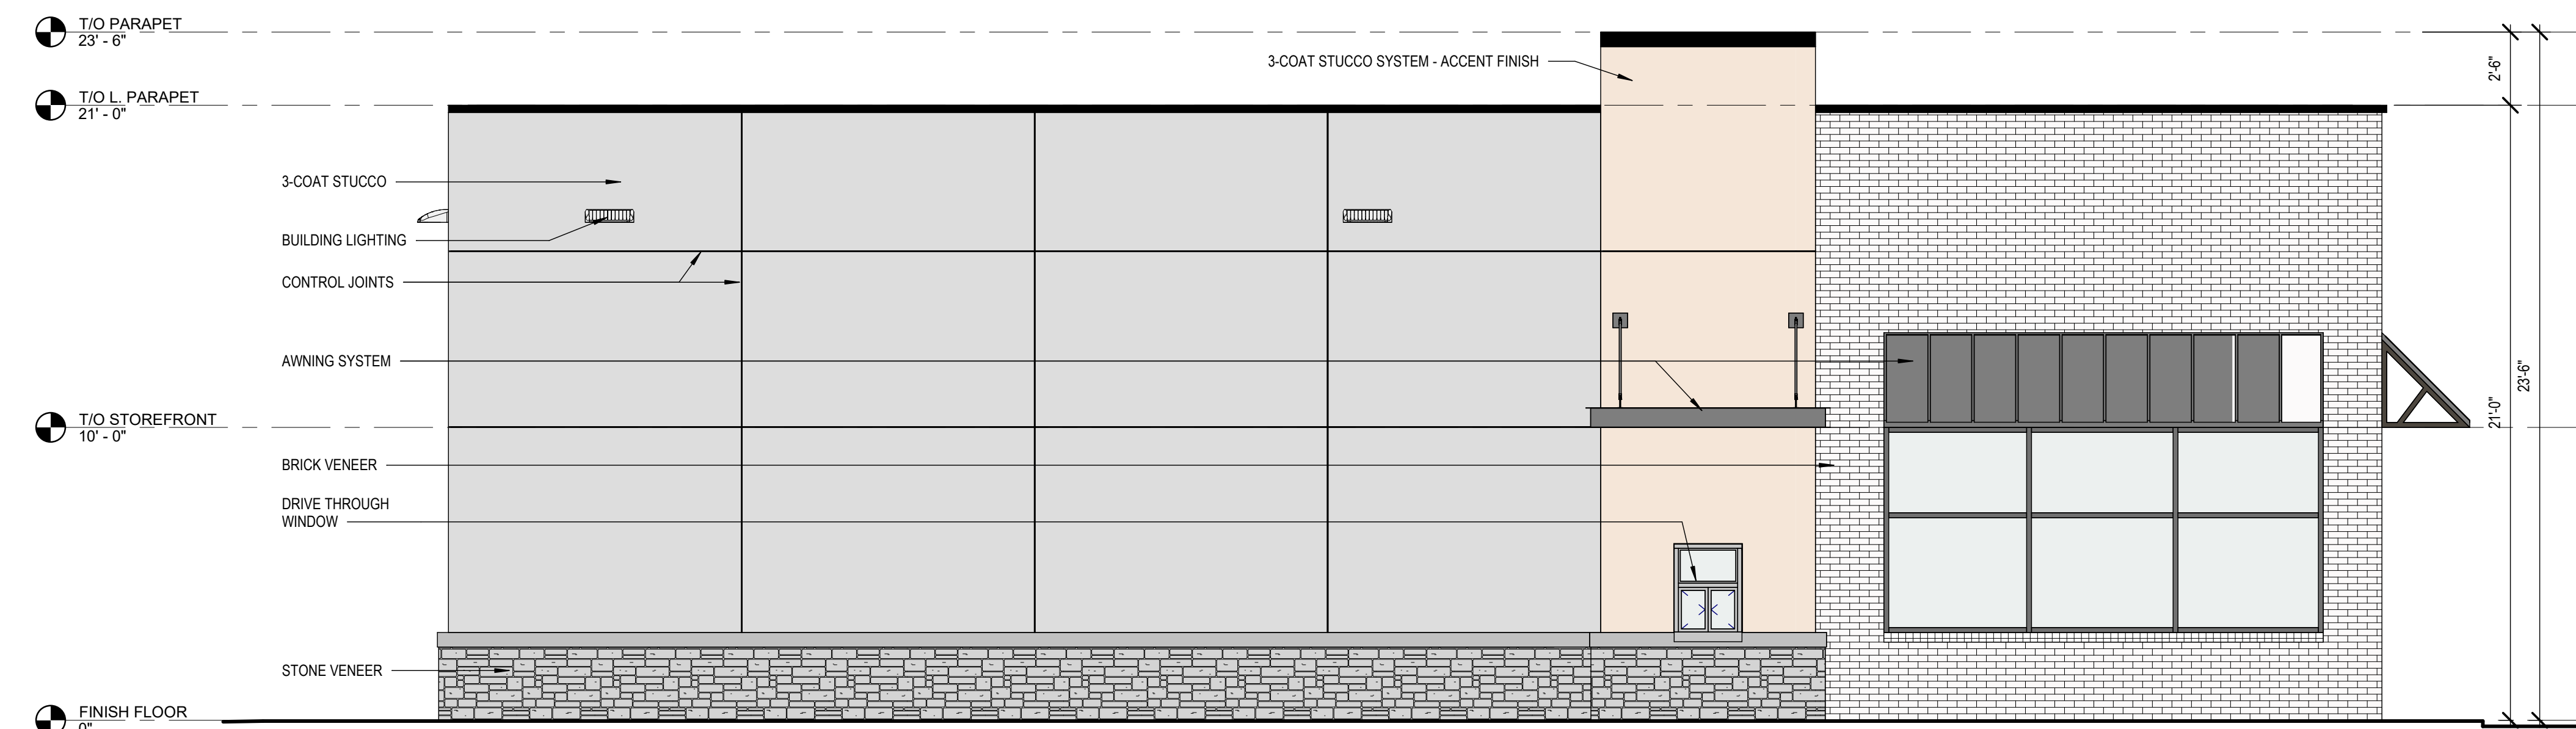 T/O PARAPET
23' - 6"
3-COAT STUCCO SYSTEM - ACCENT FINISH
2'-6"
T/O L. PARAPET
21' - 0"
3-COAT STUCCO
BUILDING LIGHTING
CONTROL JOINTS
AWNING SYSTEM
23'-6"
21'-0"
T/O STOREFRONT
10' - 0"
BRICK VENEER
DRIVE THROUGH
WINDOW
STONE VENEER
FINISH FLOOR
0"